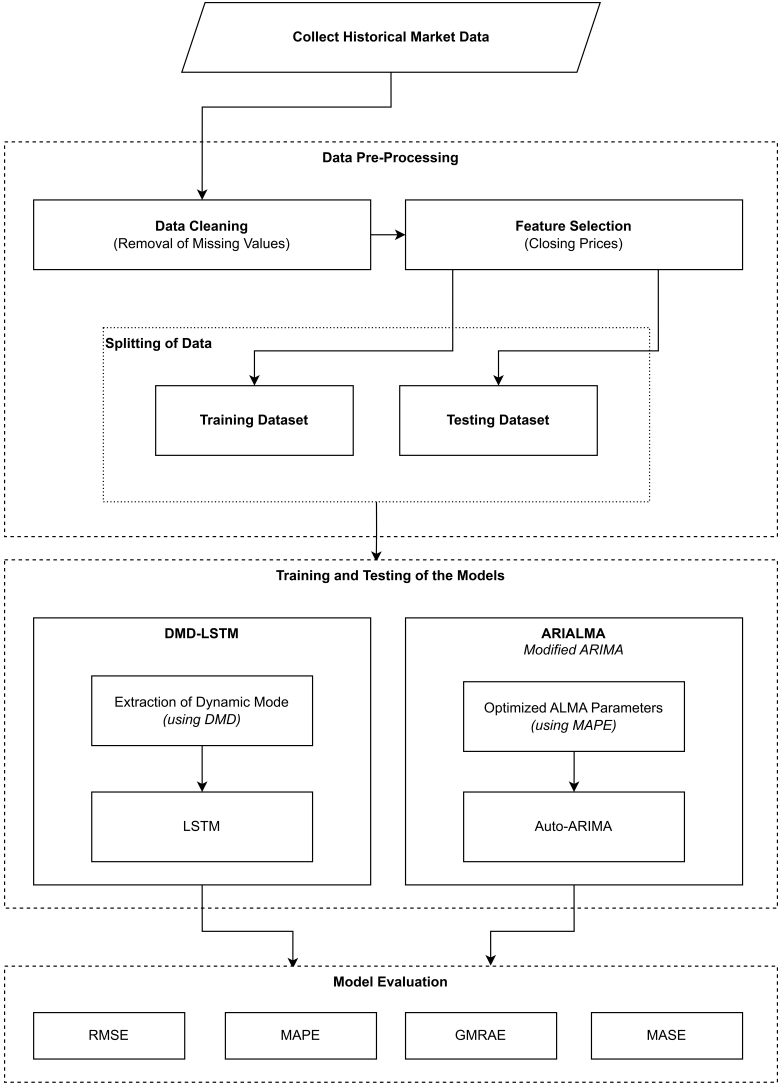 Collect Historical Market Data
Data Pre-Processing
Data Cleaning
(Removal of Missing Values)
Feature Selection
(Closing Prices)
Splitting of Data
Training Dataset
Testing Dataset
Training and Testing of the Models
DMD-LSTM
Extraction of Dynamic Mode
(using DMD)
LSTM
ARIALMA
Modified ARIMA
Optimized ALMA Parameters
(using MAPE)
Auto-ARIMA
Model Evaluation
RMSE
MAPE
GMRAE
MASE